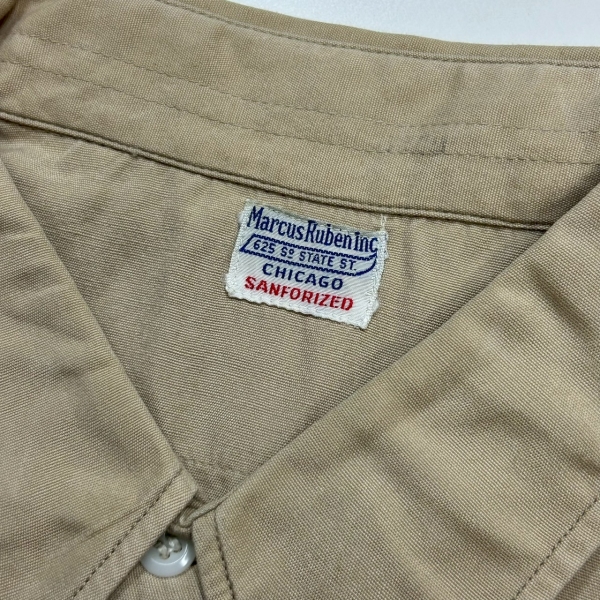 Marcus Ruben Inc
625 So STATE ST.
CHICAGO
SANFORIZED